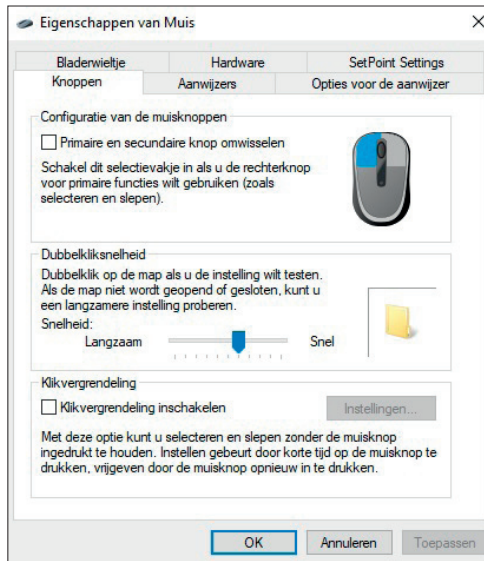 Eigenschappen van Muis
Bladerwieltje Hardware SetPoint Settings
Knoppen Aanwijzers Opties voor de aanwijzer
Configuratie van de muisknoppen
Primaire en secundaire knop omwisselen
Schakel dit selectievakje in als u de rechterknop
voor primaire functies wilt gebruiken (zoals
selecteren en slepen).
Dubbelkliksnelheid
Dubbelklik op de map als u de instelling wilt testen.
Als de map niet wordt geopend of gesloten, kunt u
een langzamere instelling proberen.
Snelheid:
Langzaam Snel
Klikvergrendeling
Klikvergrendeling inschakelen Instellingen...
Met deze optie kunt u selecteren en slepen zonder de muisknop
ingedrukt te houden. Instellen gebeurt door korte tijd op de muisknop te
drukken, vrijgeven door de muisknop opnieuw in te drukken.
OK Annuleren Toepassen